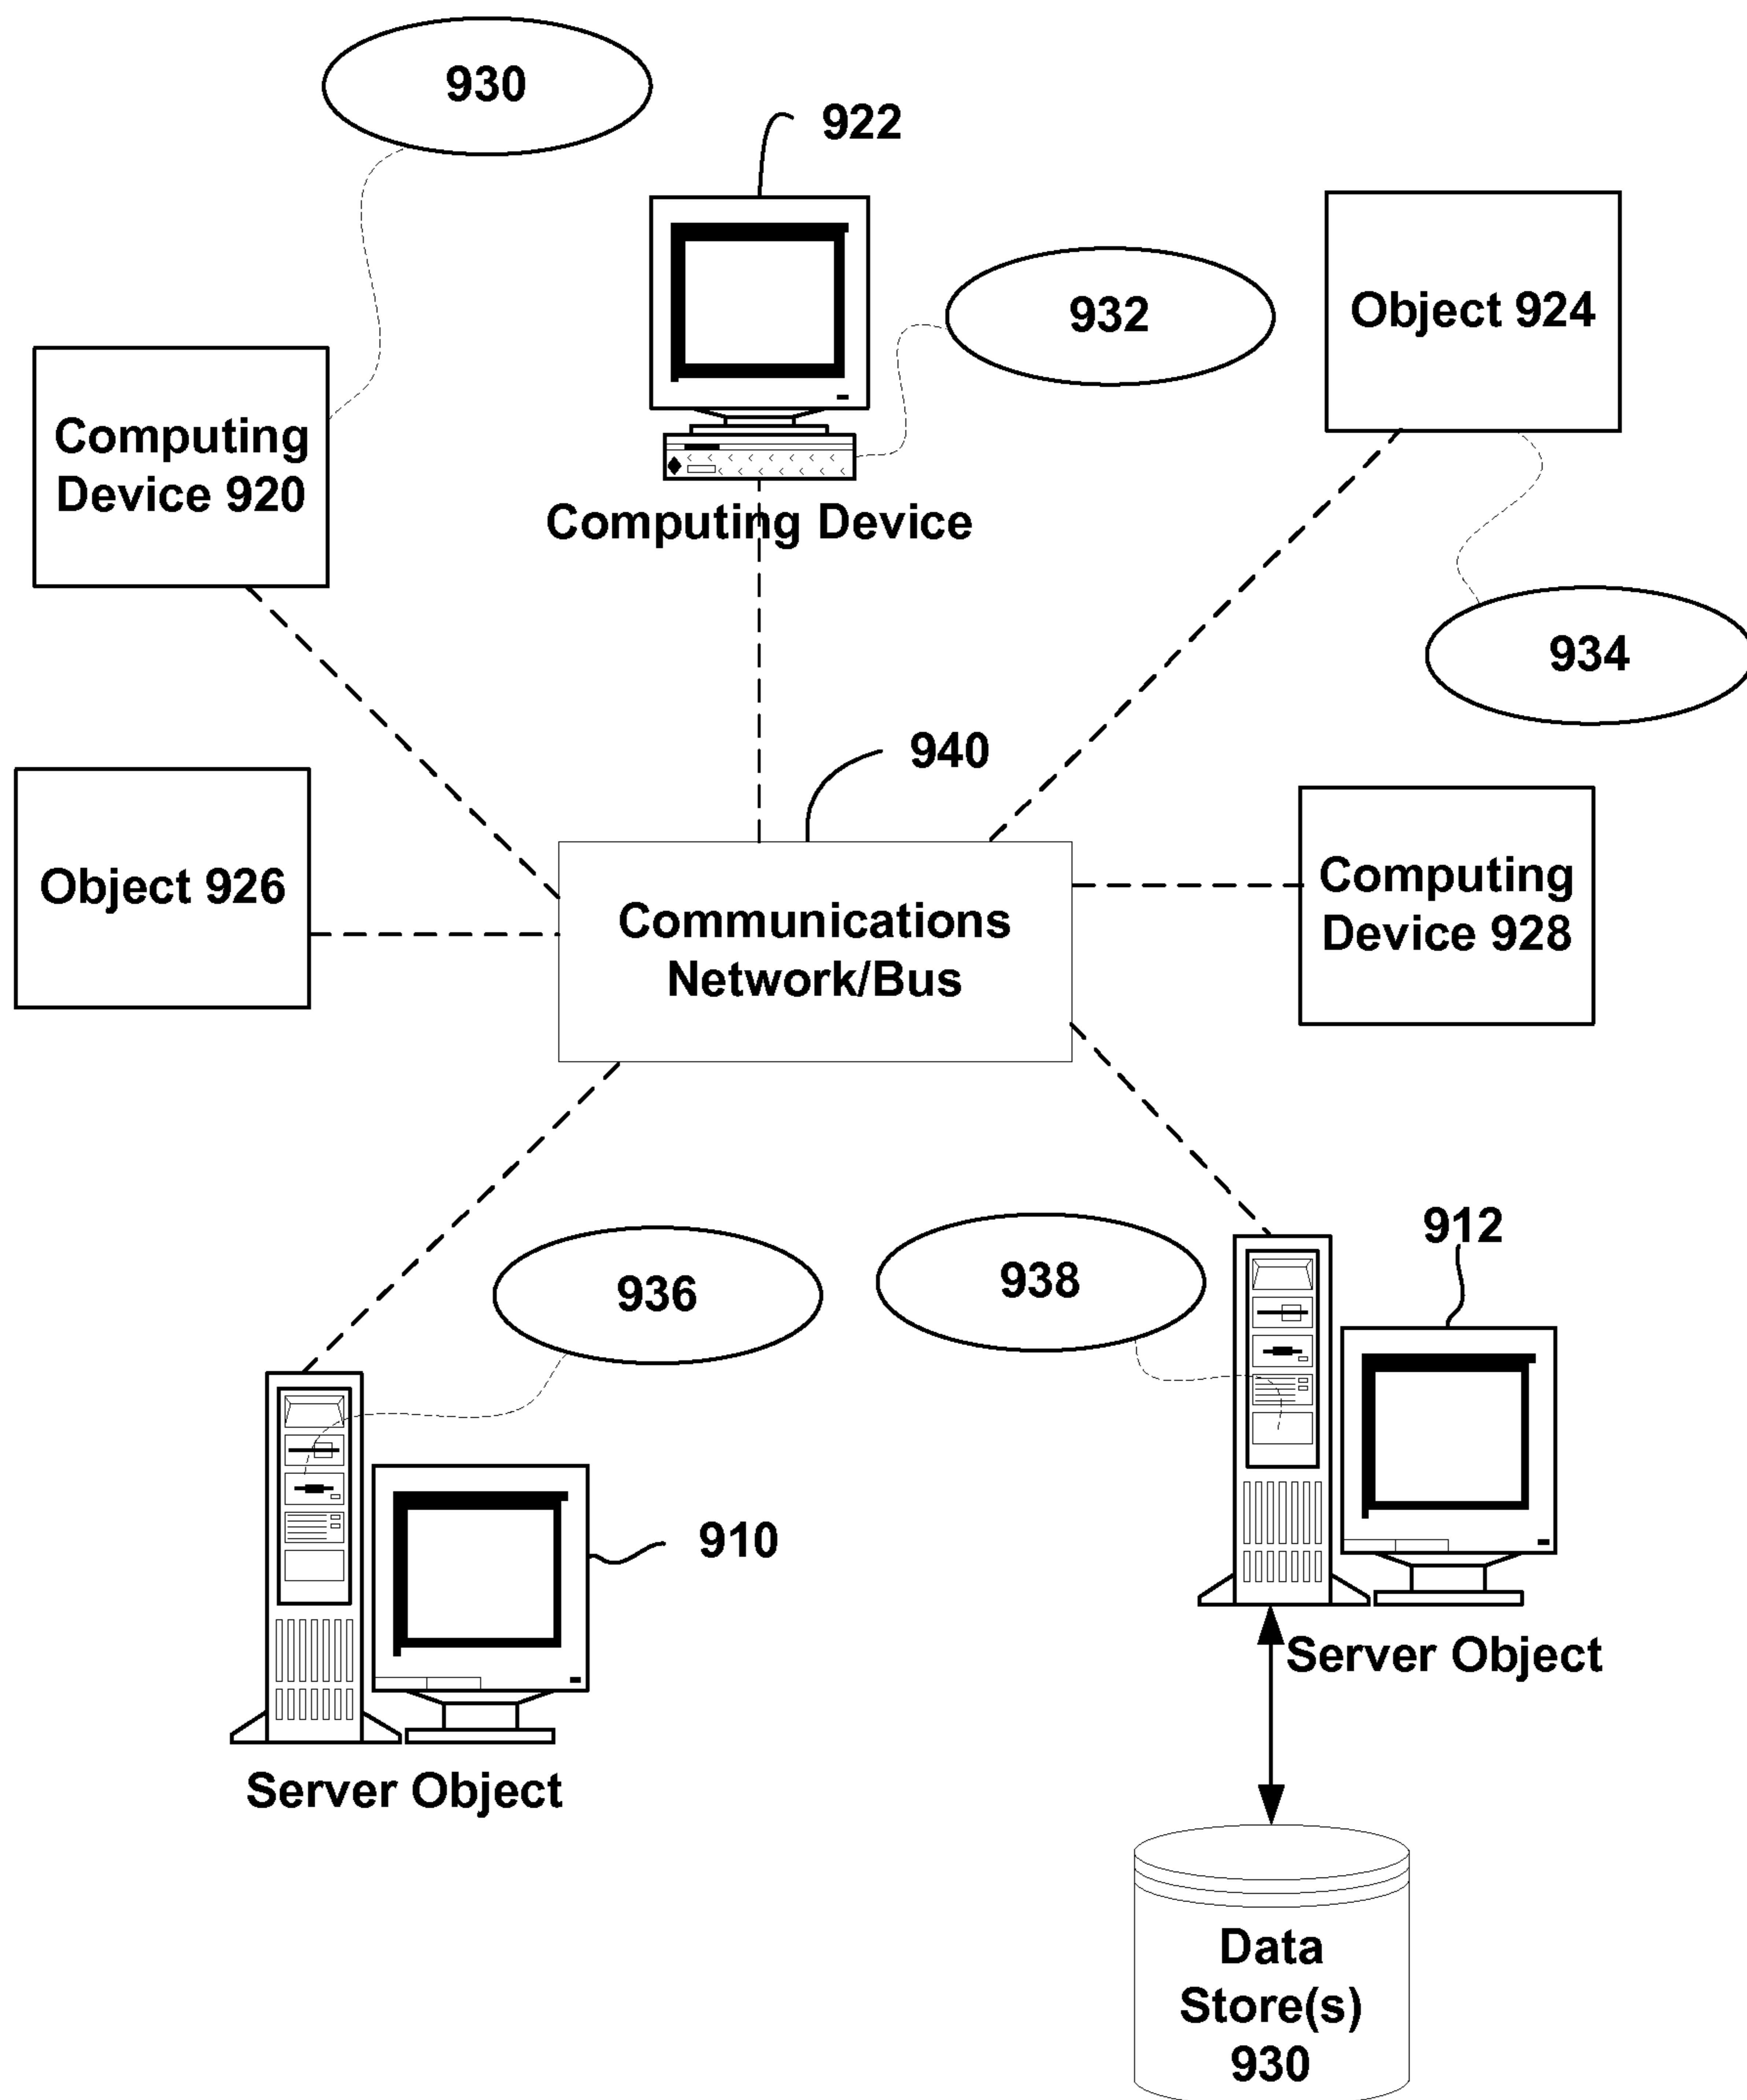 930
922
932
Object 924
Computing
Device 920
Computing Device
934
940
Object 926
Communications
Network/Bus
Computing
Device 928
936
938
912
910
Server Object
Server Object
Data
Store(s)
930